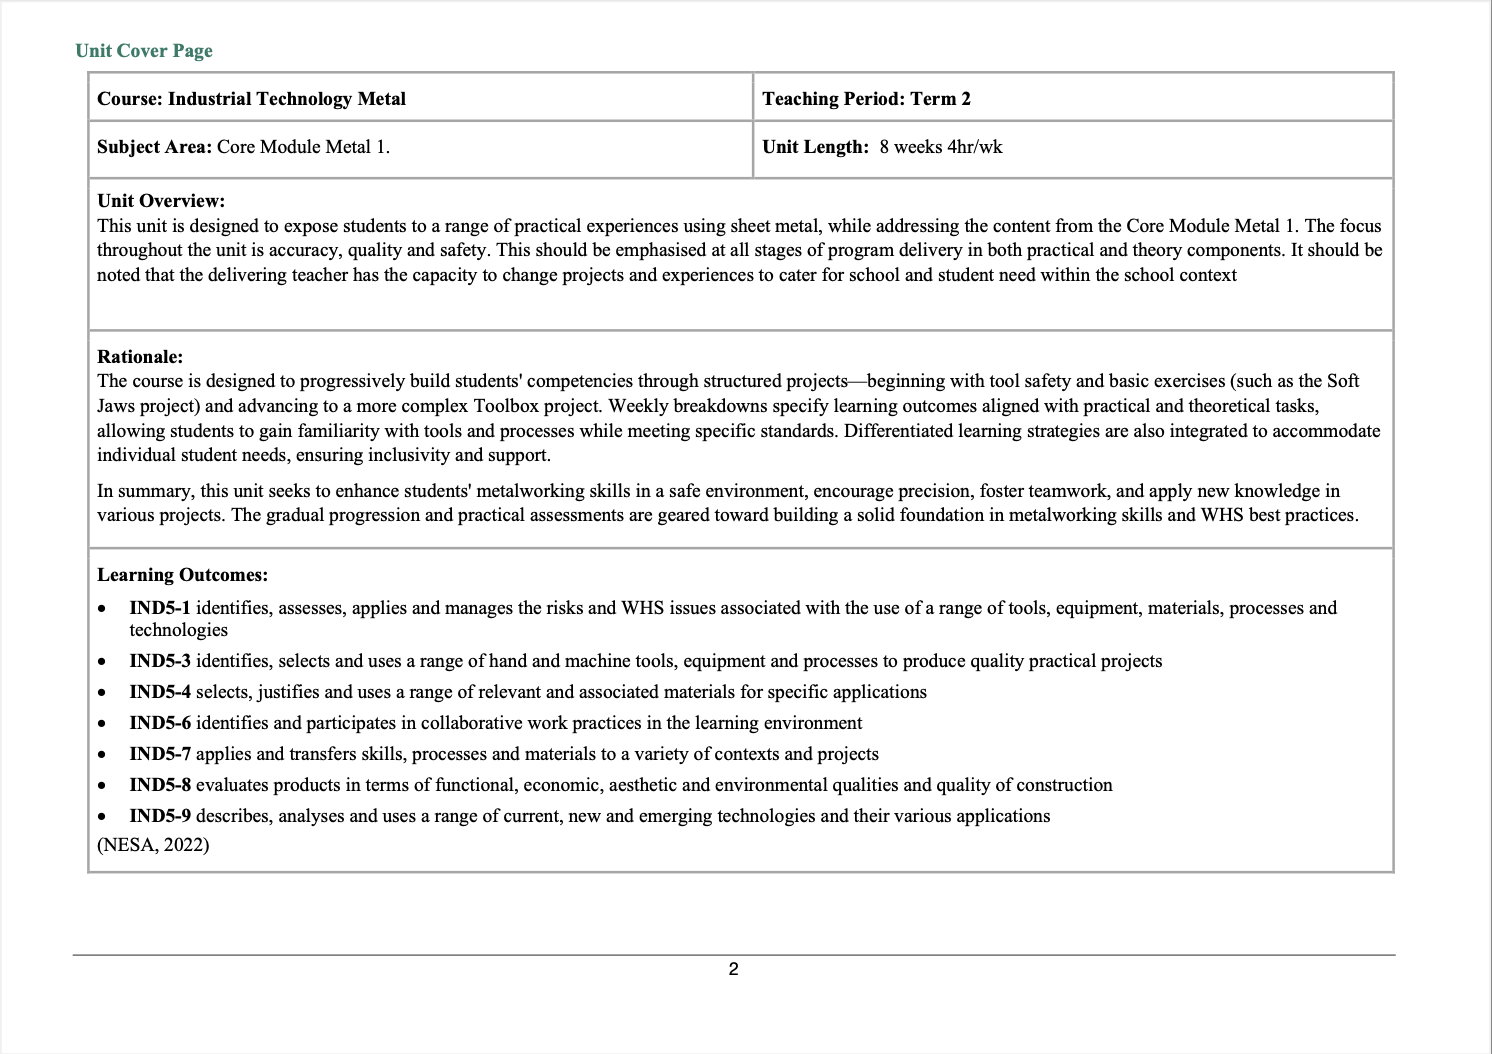 Unit Cover Page
Course: Industrial Technology Metal
Teaching Period: Term 2
Subject Area: Core Module Metal 1.
Unit Length:  8 weeks 4hr/wk
Unit Overview:
This unit is designed to expose students to a range of practical experiences using sheet metal, while addressing the content from the Core Module Metal 1. The focus
throughout the unit is accuracy, quality and safety. This should be emphasised at all stages of program delivery in both practical and theory components. It should be
noted that the delivering teacher has the capacity to change projects and experiences to cater for school and student need within the school context
Rationale:
The course is designed to progressively build students' competencies through structured projects—beginning with tool safety and basic exercises (such as the Soft
Jaws project) and advancing to a more complex Toolbox project. Weekly breakdowns specify learning outcomes aligned with practical and theoretical tasks,
allowing students to gain familiarity with tools and processes while meeting specific standards. Differentiated learning strategies are also integrated to accommodate
individual student needs, ensuring inclusivity and support.
In summary, this unit seeks to enhance students' metalworking skills in a safe environment, encourage precision, foster teamwork, and apply new knowledge in
various projects. The gradual progression and practical assessments are geared toward building a solid foundation in metalworking skills and WHS best practices.
Learning Outcomes:
• IND5-1 identifies, assesses, applies and manages the risks and WHS issues associated with the use of a range of tools, equipment, materials, processes and
technologies
• IND5-3 identifies, selects and uses a range of hand and machine tools, equipment and processes to produce quality practical projects
• IND5-4 selects, justifies and uses a range of relevant and associated materials for specific applications
• IND5-6 identifies and participates in collaborative work practices in the learning environment
• IND5-7 applies and transfers skills, processes and materials to a variety of contexts and projects
• IND5-8 evaluates products in terms of functional, economic, aesthetic and environmental qualities and quality of construction
• IND5-9 describes, analyses and uses a range of current, new and emerging technologies and their various applications
(NESA, 2022)
2